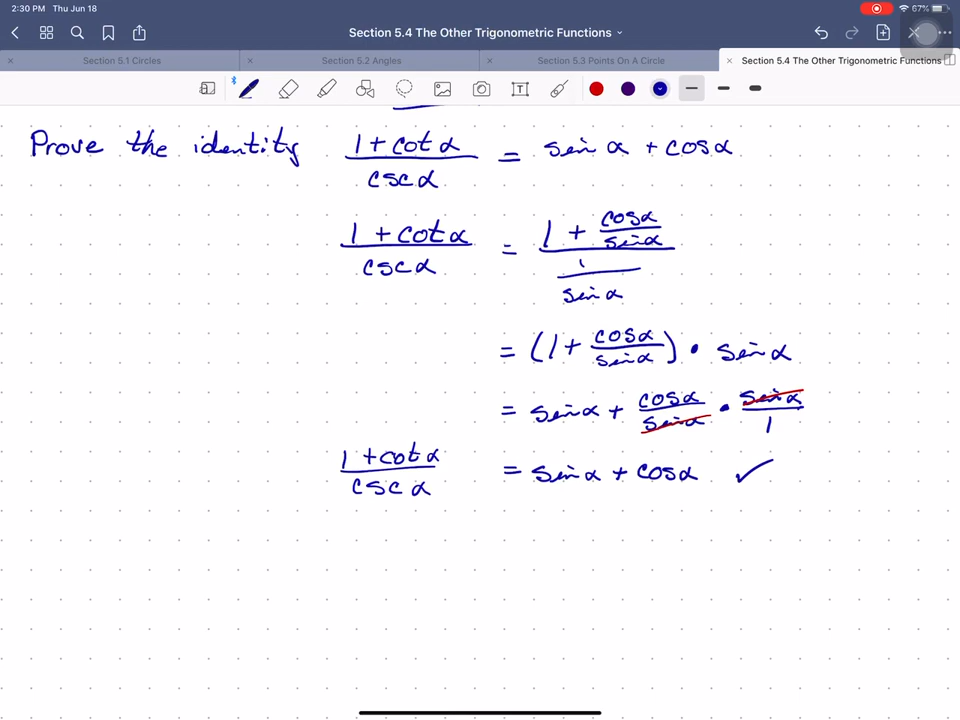 2:30 PM Thu Jun 18 67%
Section 5.4 The Other Trigonometric Functions
Section 5.1 Circles Section 5.2 Angles Section 5.3 Points On A Circle Section 5.4 The Other Trigonometric Functions
Prove the identity (1 + cot α)/(csc α) = sin α + cos α
(1 + cot α)/(csc α) = (1 + (cos α)/(sin α))/(1/(sin α))
= (1 + (cos α)/(sin α)) • sin α
= sin α + (cos α)/(sin α) • (sin α)/1
(1 + cot α)/(csc α) = sin α + cos α ✓